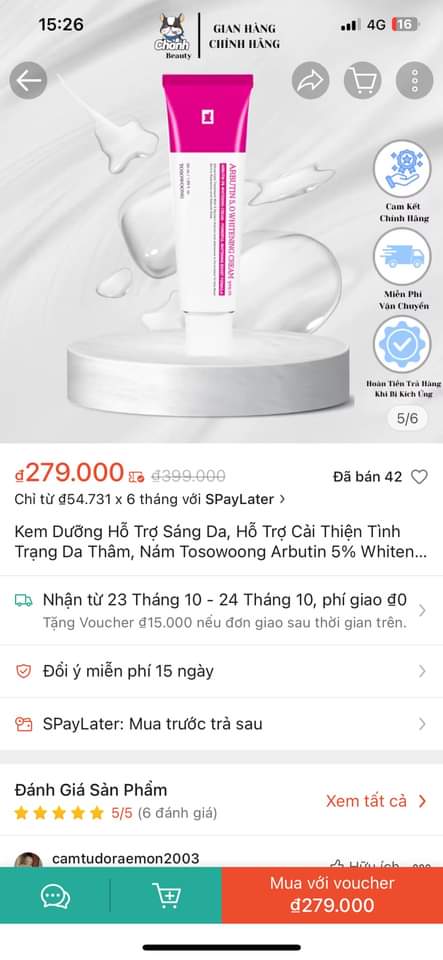 15:26
4G
16
Chanh
Beauty
GIAN HÀNG
CHÍNH HÃNG
ARBUTIN 5.0 WHITENING CREAM
TOSOWOONG
Cam Kết
Chính Hãng
Miễn Phí
Vận Chuyển
Hoàn Tiền Trả Hàng
Khi Bị Kích Ứng
5/6
₫279.000
₫399.000
Đã bán 42
Chỉ từ ₫54.731 x 6 tháng với SPayLater
Kem Dưỡng Hỗ Trợ Sáng Da, Hỗ Trợ Cải Thiện Tình
Trạng Da Thâm, Nám Tosowoong Arbutin 5% Whiten...
Nhận từ 23 Tháng 10 - 24 Tháng 10, phí giao ₫0
Tặng Voucher ₫15.000 nếu đơn giao sau thời gian trên.
Đổi ý miễn phí 15 ngày
SPayLater: Mua trước trả sau
Đánh Giá Sản Phẩm
5/5 (6 đánh giá)
Xem tất cả
camtudoraemon2003
Hữu ích
Mua với voucher
₫279.000